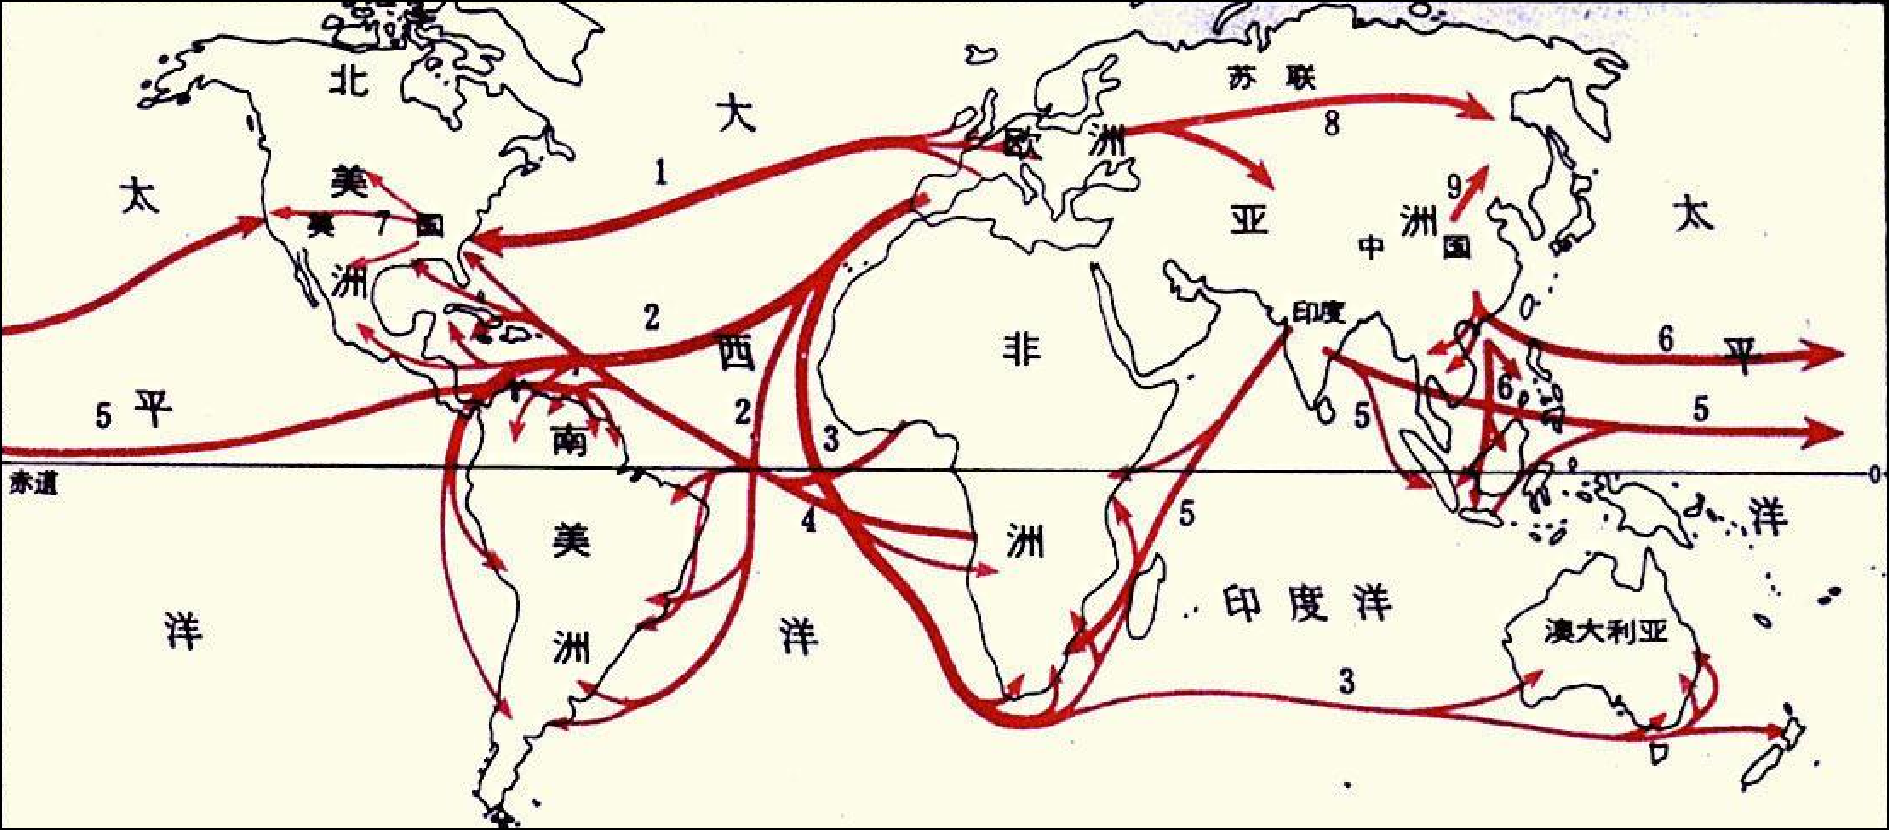 北
美
洲
美 7 国
大
西
洋
太
平
洋
赤道
南
美
洲
欧 洲
非
洲
苏 联
亚
洲
中 国
印度
印 度 洋
澳大利亚
太
平
洋
0
1
2
2
3
3
4
5
5
5
5
6
6
8
9